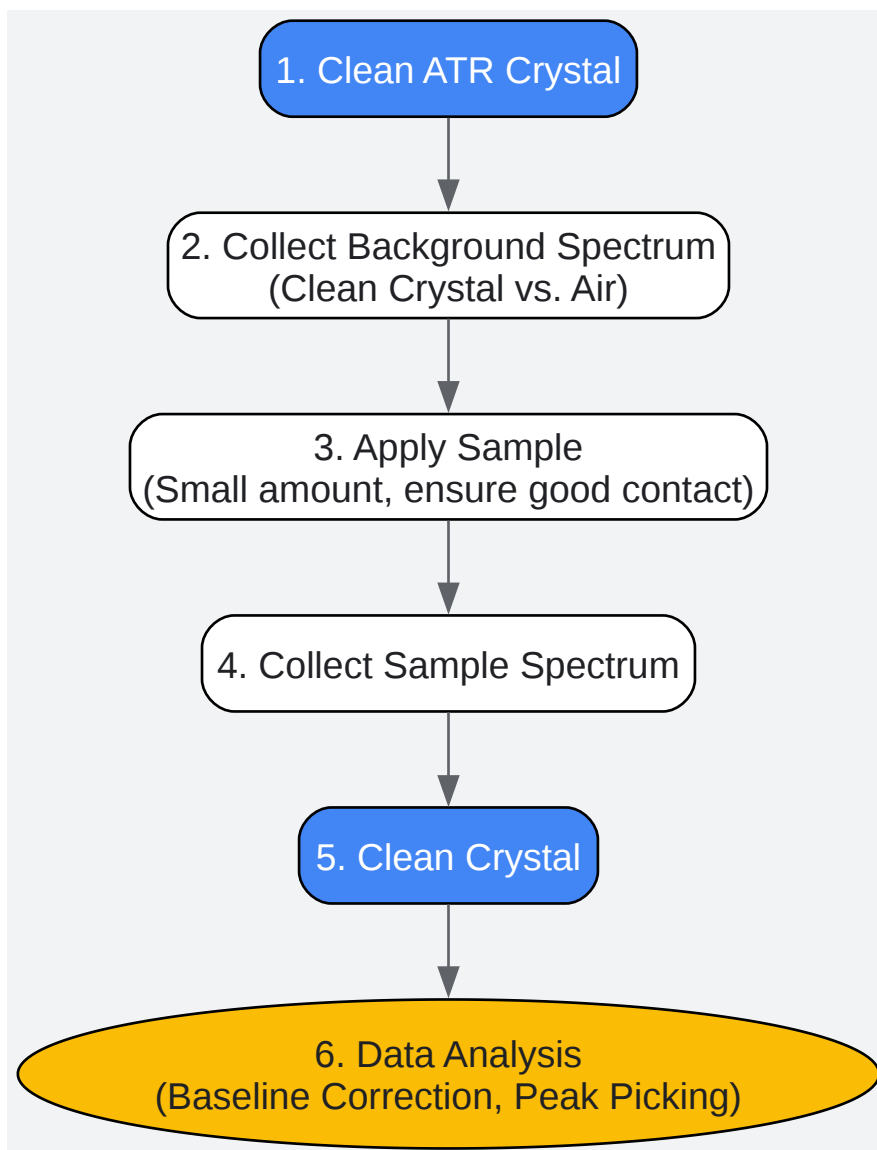 1. Clean ATR Crystal
2. Collect Background Spectrum
(Clean Crystal vs. Air)
3. Apply Sample
(Small amount, ensure good contact)
4. Collect Sample Spectrum
5. Clean Crystal
6. Data Analysis
(Baseline Correction, Peak Picking)